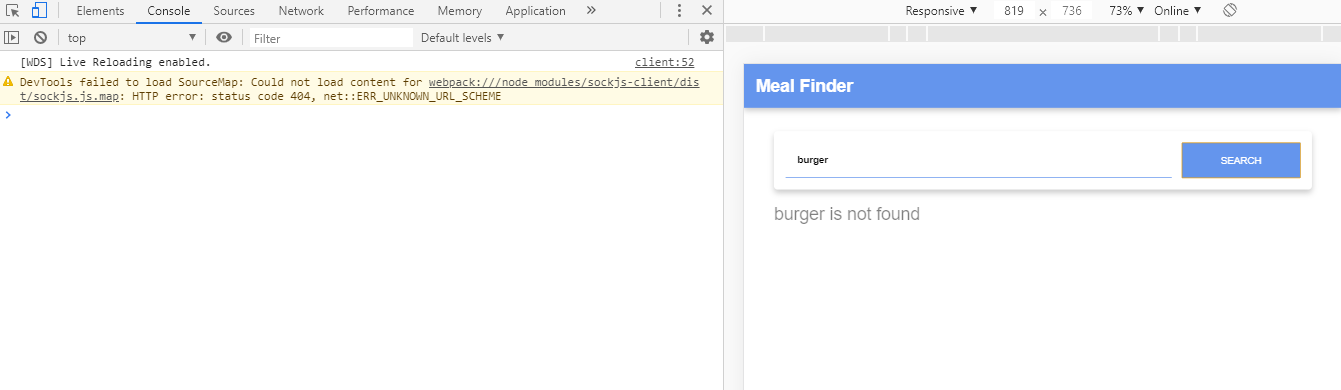 Elements Console Sources Network Performance Memory Application
top Filter Default levels
[WDS] Live Reloading enabled. client:52
DevTools failed to load SourceMap: Could not load content for webpack:///node_modules/sockjs-client/dis
t/sockjs.js.map: HTTP error: status code 404, net::ERR_UNKNOWN_URL_SCHEME
Responsive 819 × 736 73% Online
Meal Finder
burger SEARCH
burger is not found